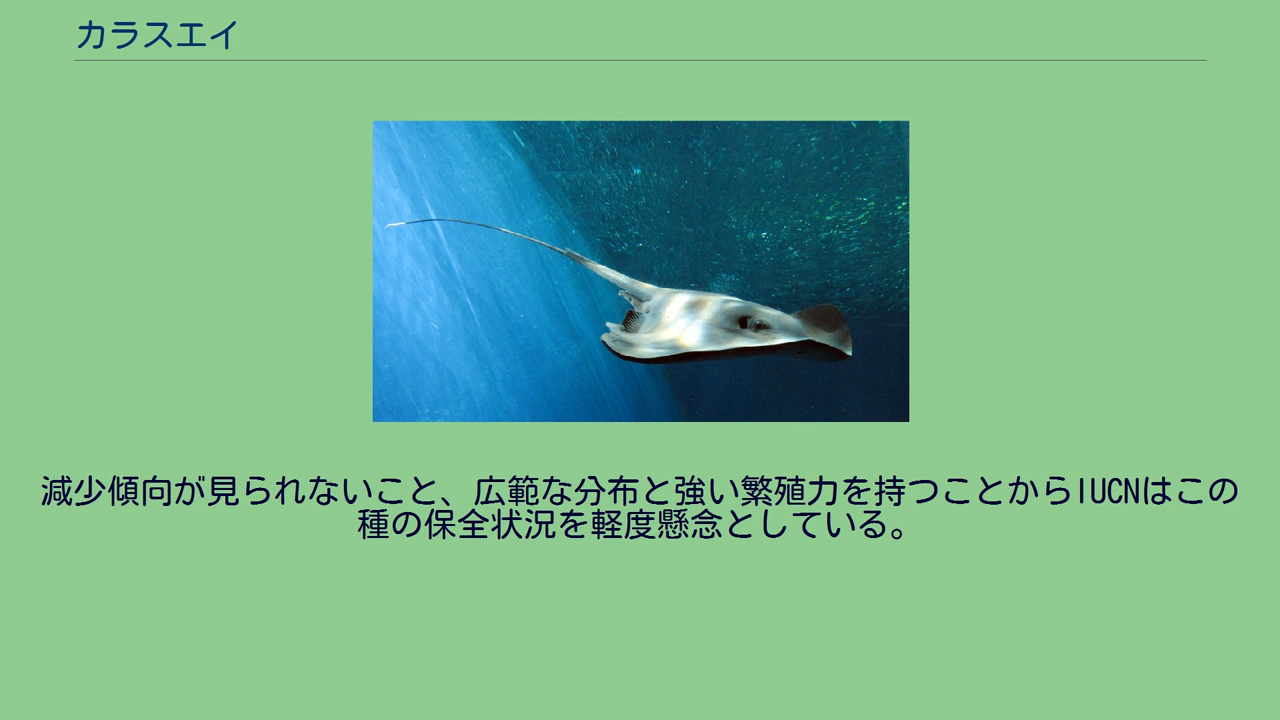 カラスエイ
減少傾向が見られないこと、広範な分布と強い繁殖力を持つことからIUCNはこの
種の保全状況を軽度懸念としている。